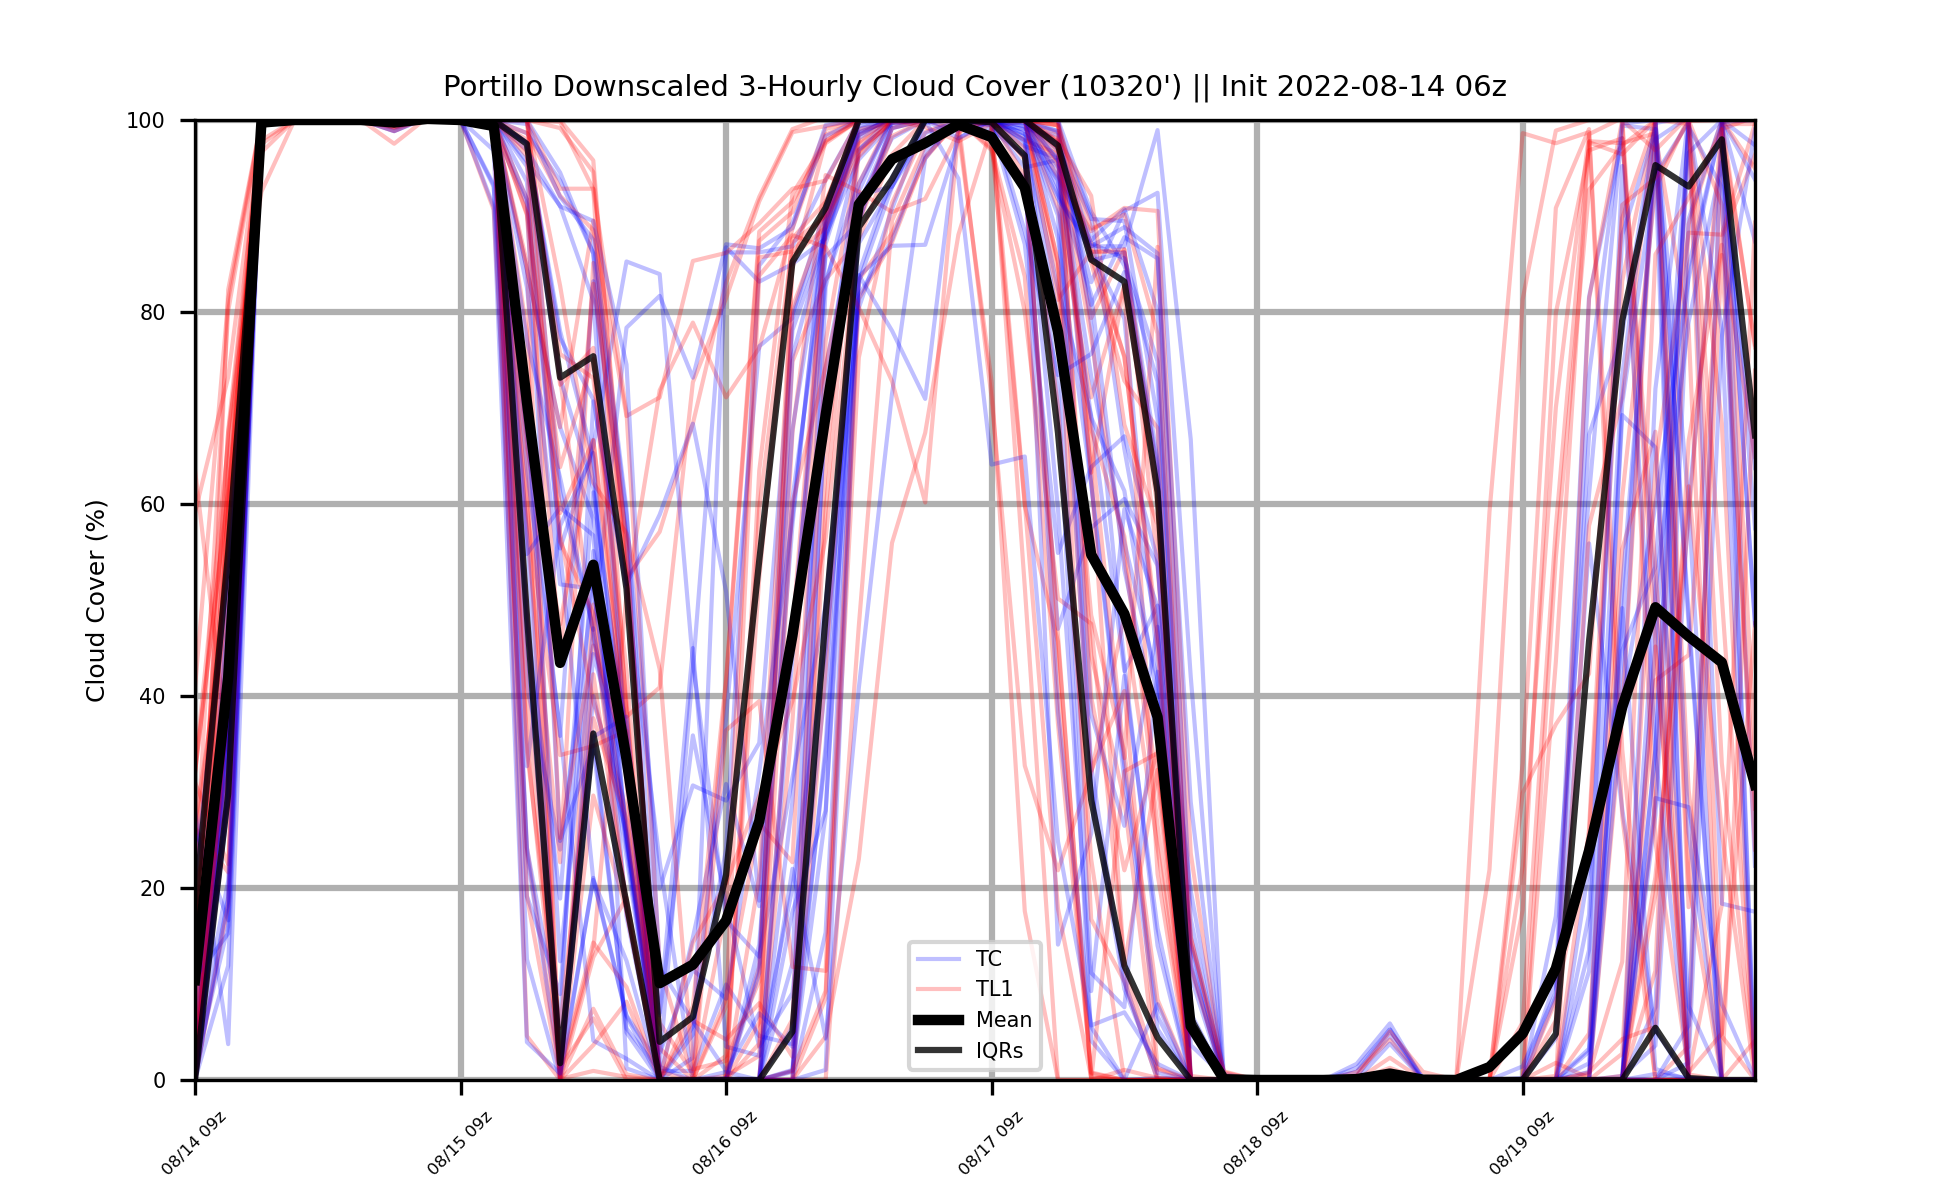 Portillo Downscaled 3-Hourly Cloud Cover (10320') || Init 2022-08-14 06z
Cloud Cover (%)
100
80
60
40
20
0
TC
TL1
Mean
IQRs
08/14 09z
08/15 09z
08/16 09z
08/17 09z
08/18 09z
08/19 09z